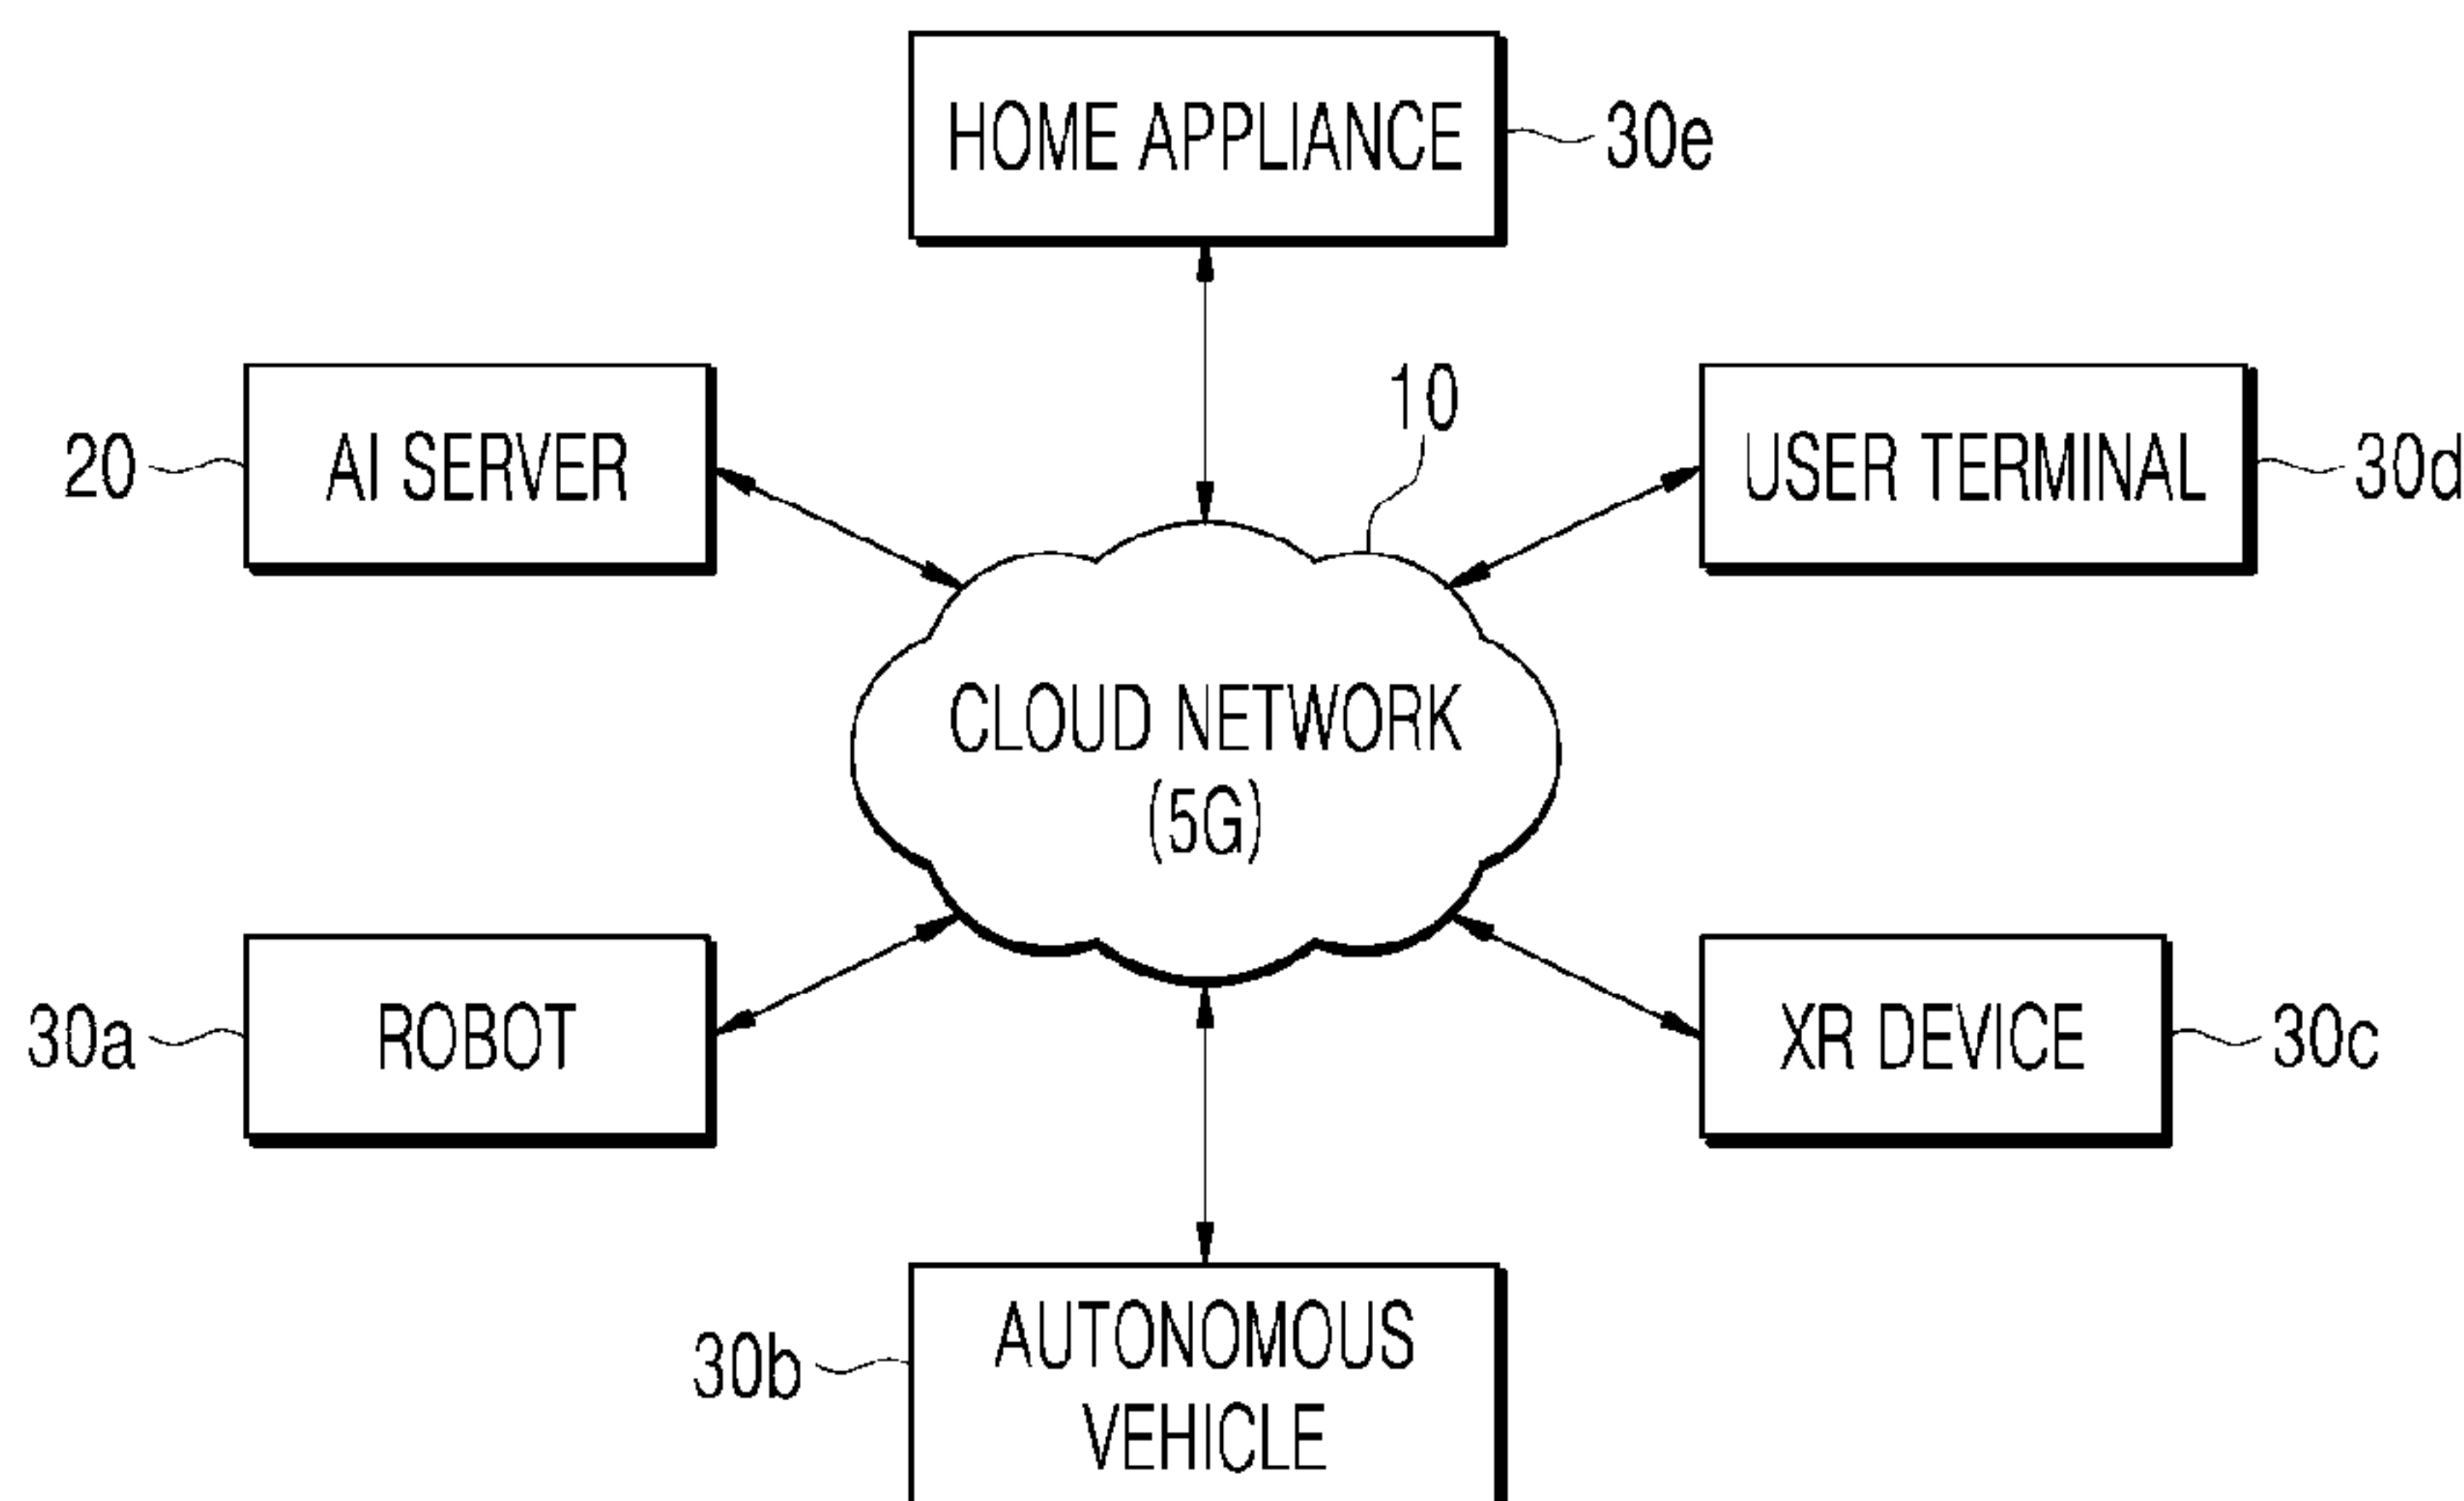 HOME APPLIANCE
30e
10
20
AI SERVER
USER TERMINAL
30d
CLOUD NETWORK
(5G)
30a
ROBOT
XR DEVICE
30c
30b
AUTONOMOUS
VEHICLE